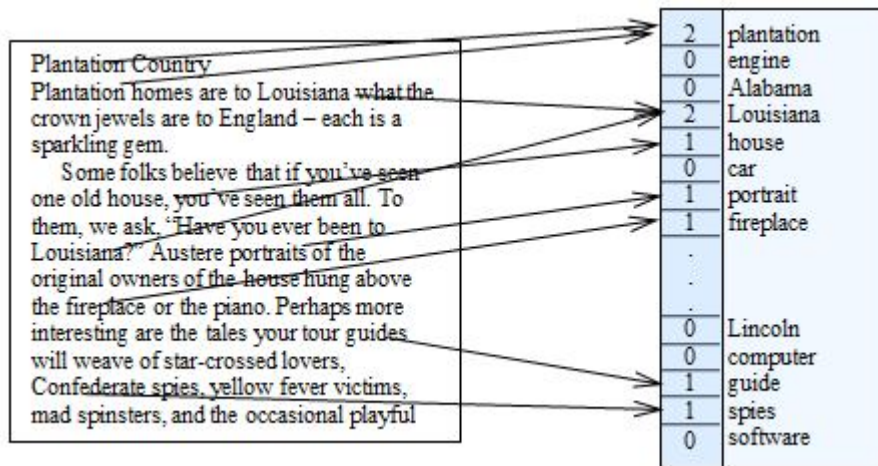 Plantation Country
Plantation homes are to Louisiana what the
crown jewels are to England – each is a
sparkling gem.
Some folks believe that if you've seen
one old house, you've seen them all. To
them, we ask, “Have you ever been to
Louisiana?” Austere portraits of the
original owners of the house hung above
the fireplace or the piano. Perhaps more
interesting are the tales your tour guides
will weave of star-crossed lovers,
Confederate spies, yellow fever victims,
mad spinsters, and the occasional playful
2 plantation
0 engine
0 Alabama
2 Louisiana
1 house
0 car
1 portrait
1 fireplace
.
.
.
0 Lincoln
0 computer
1 guide
1 spies
0 software